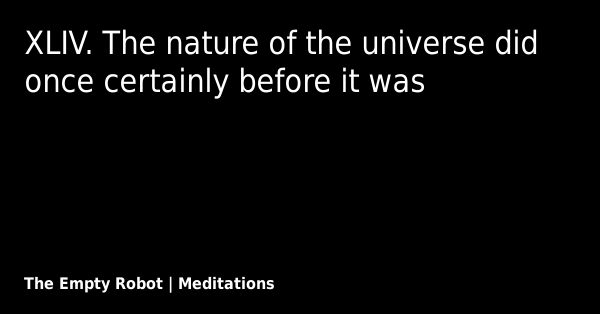 XLIV. The nature of the universe did
once certainly before it was
The Empty Robot | Meditations